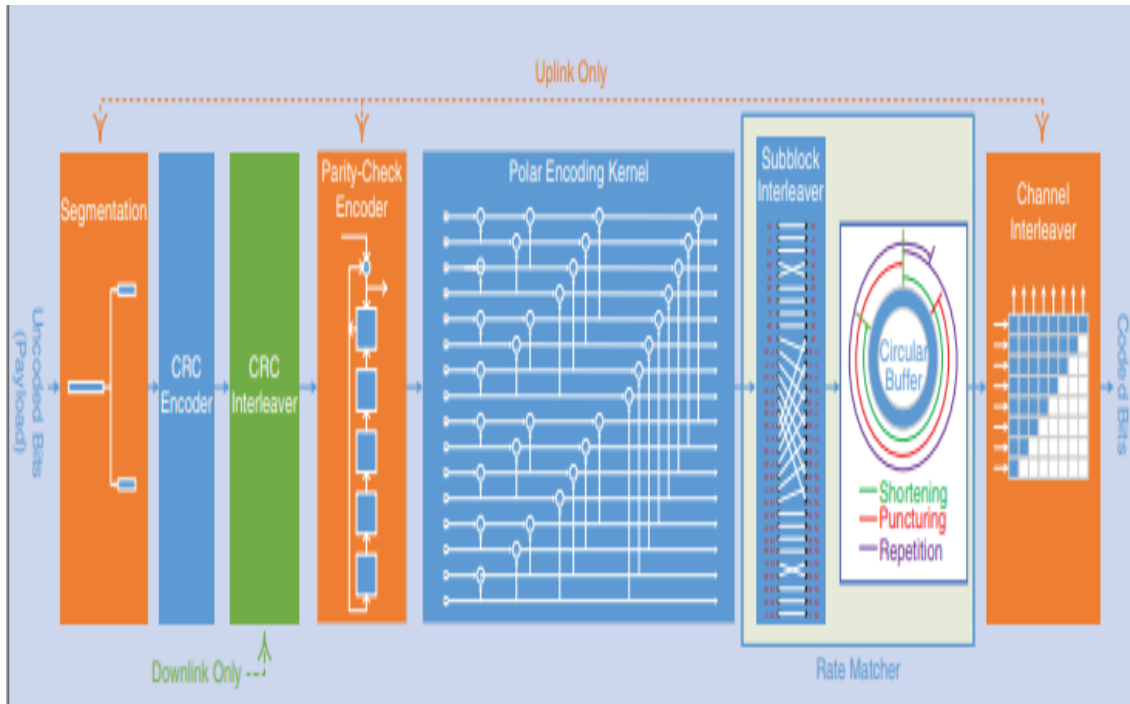 Uplink Only
Uncoded Bits
(Payload)
Segmentation
CRC
Encoder
CRC
Interleaver
Parity-Check
Encoder
Polar Encoding Kernel
Subblock
Interleaver
Circular
Buffer
Shortening
Puncturing
Repetition
Channel
Interleaver
Coded Bits
Downlink Only
Rate Matcher